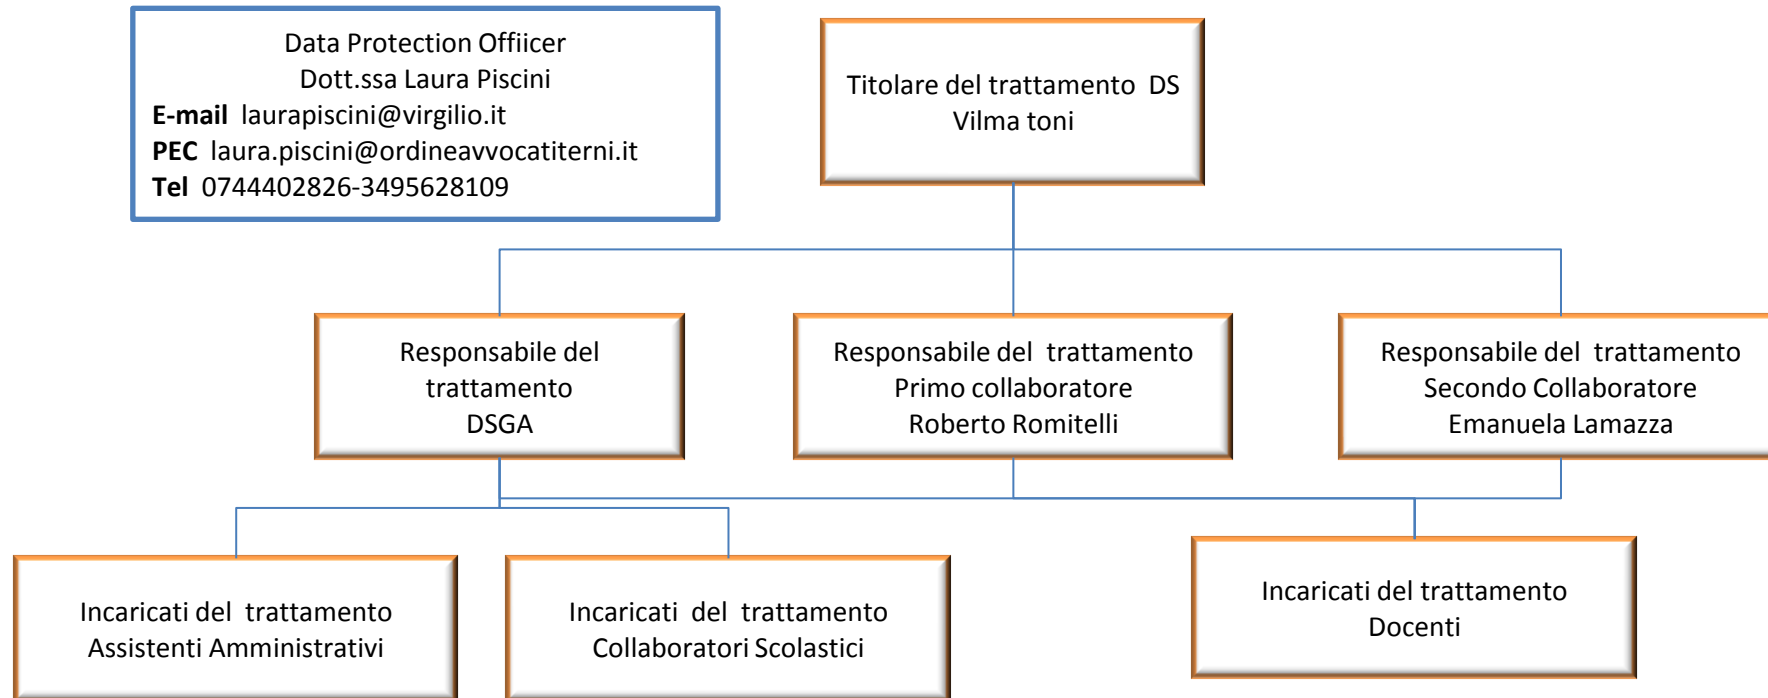 Data Protection Offiicer
Dott.ssa Laura Piscini
E-mail laurapiscini@virgilio.it
PEC laura.piscini@ordineavvocatiterni.it
Tel 0744402826-3495628109
Titolare del trattamento DS
Vilma toni
Responsabile del
trattamento
DSGA
Responsabile del trattamento
Primo collaboratore
Roberto Romitelli
Responsabile del trattamento
Secondo Collaboratore
Emanuela Lamazza
Incaricati del trattamento
Assistenti Amministrativi
Incaricati del trattamento
Collaboratori Scolastici
Incaricati del trattamento
Docenti